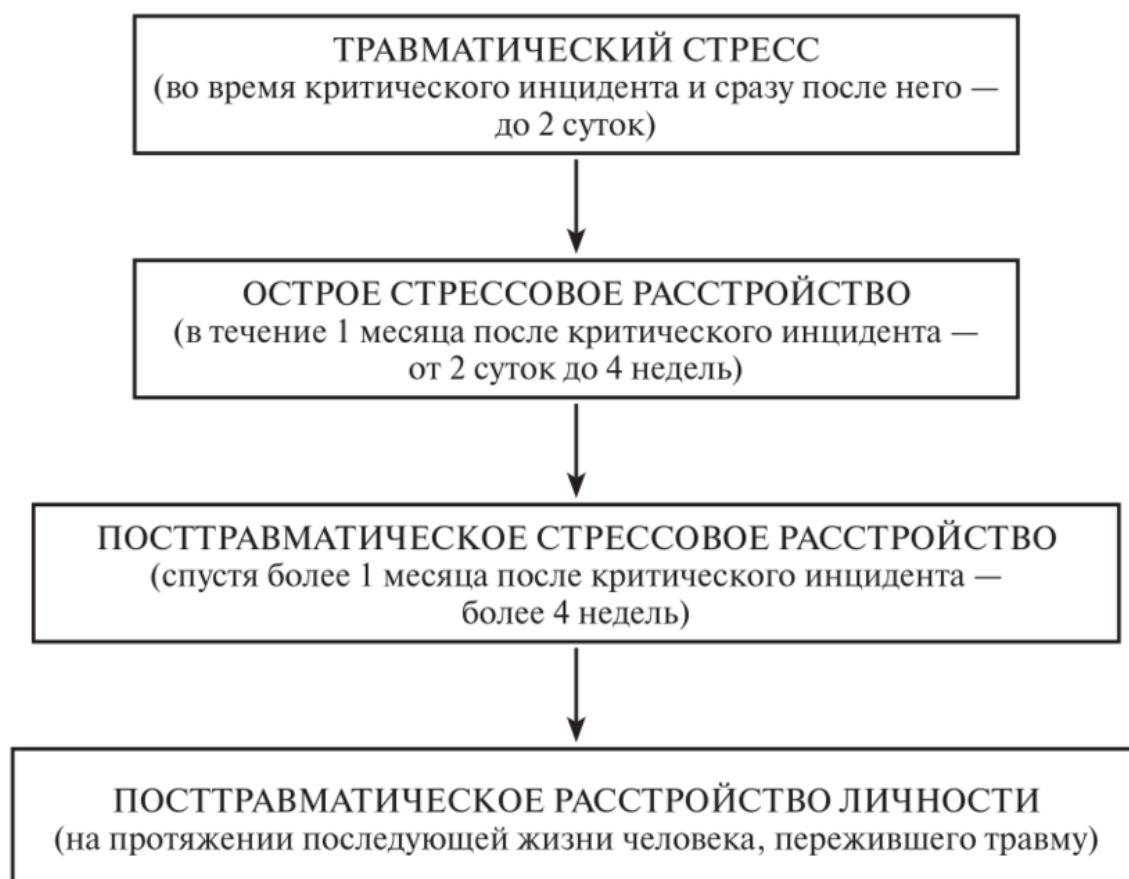 ТРАВМАТИЧЕСКИЙ СТРЕСС
(во время критического инцидента и сразу после него —
до 2 суток)
ОСТРОЕ СТРЕССОВОЕ РАССТРОЙСТВО
(в течение 1 месяца после критического инцидента —
от 2 суток до 4 недель)
ПОСТТРАВМАТИЧЕСКОЕ СТРЕССОВОЕ РАССТРОЙСТВО
(спустя более 1 месяца после критического инцидента —
более 4 недель)
ПОСТТРАВМАТИЧЕСКОЕ РАССТРОЙСТВО ЛИЧНОСТИ
(на протяжении последующей жизни человека, пережившего травму)